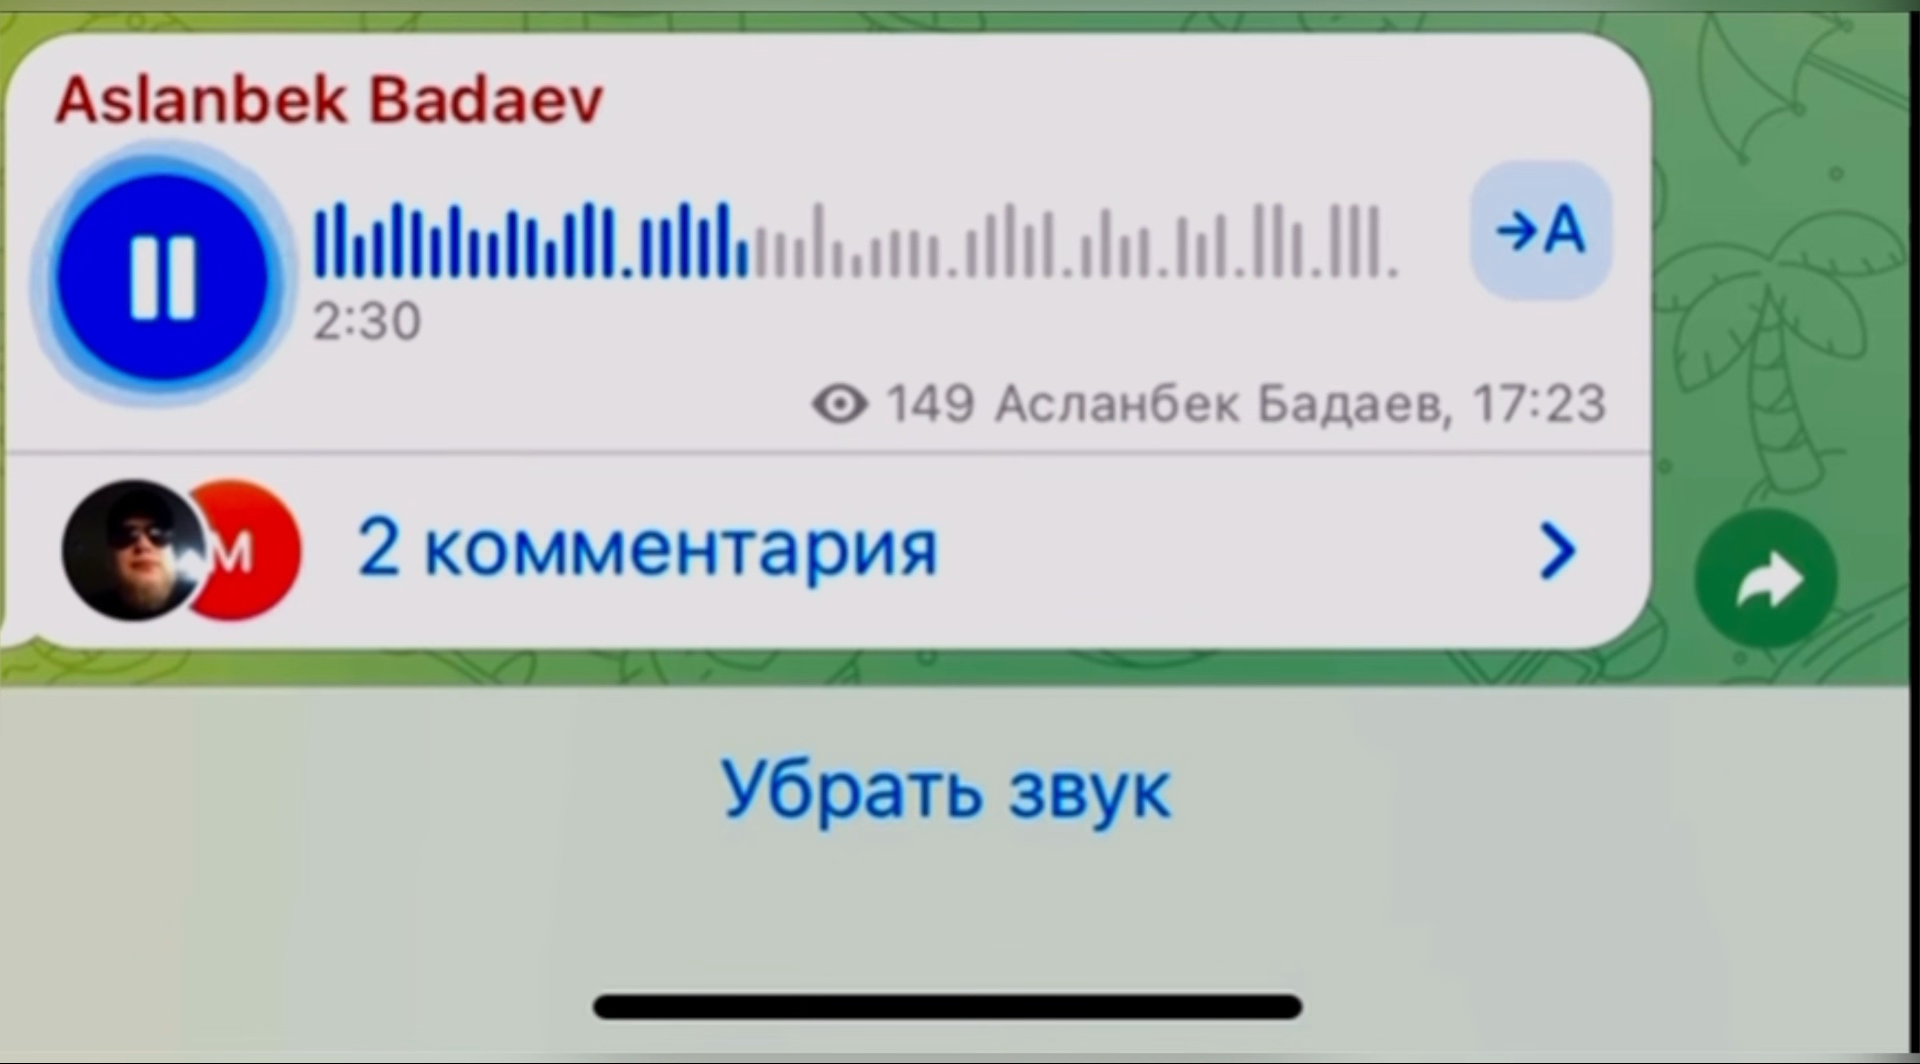 Aslanbek Badaev
→A
2:30
149 Асланбек Бадаев, 17:23
М
2 комментария
Убрать звук